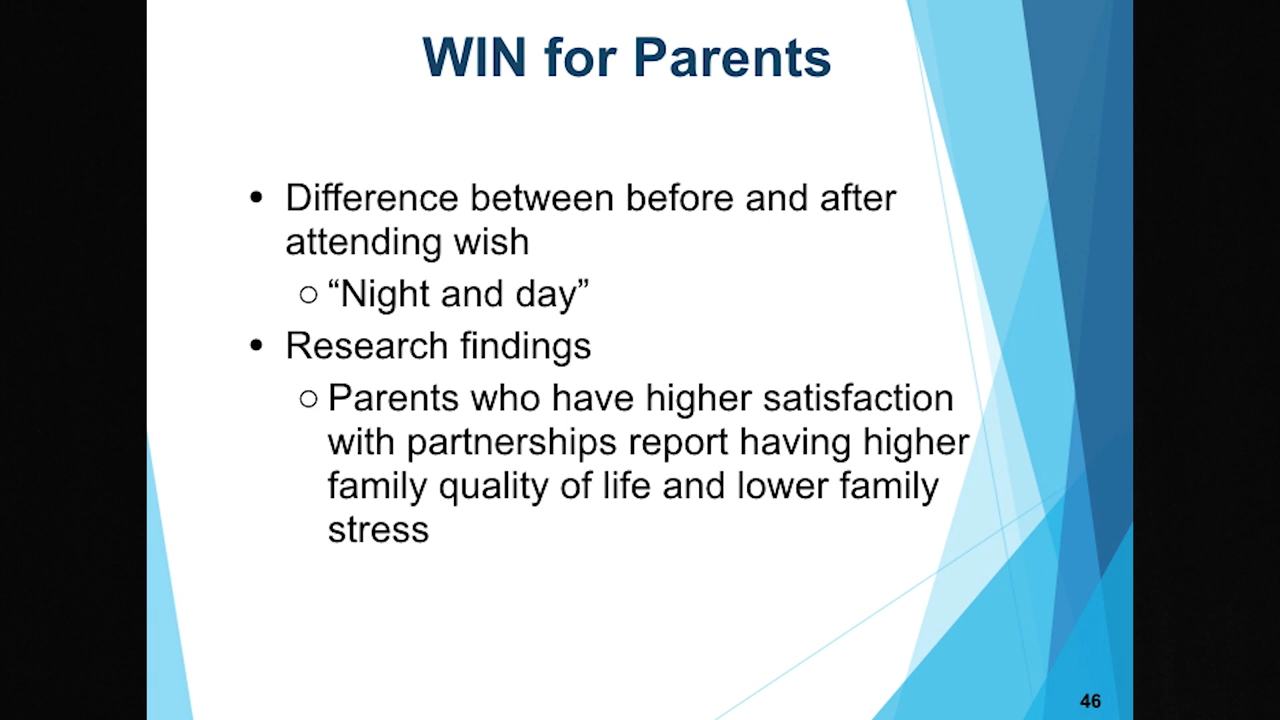 WIN for Parents
• Difference between before and after
attending wish
○ “Night and day”
• Research findings
○ Parents who have higher satisfaction
with partnerships report having higher
family quality of life and lower family
stress
46